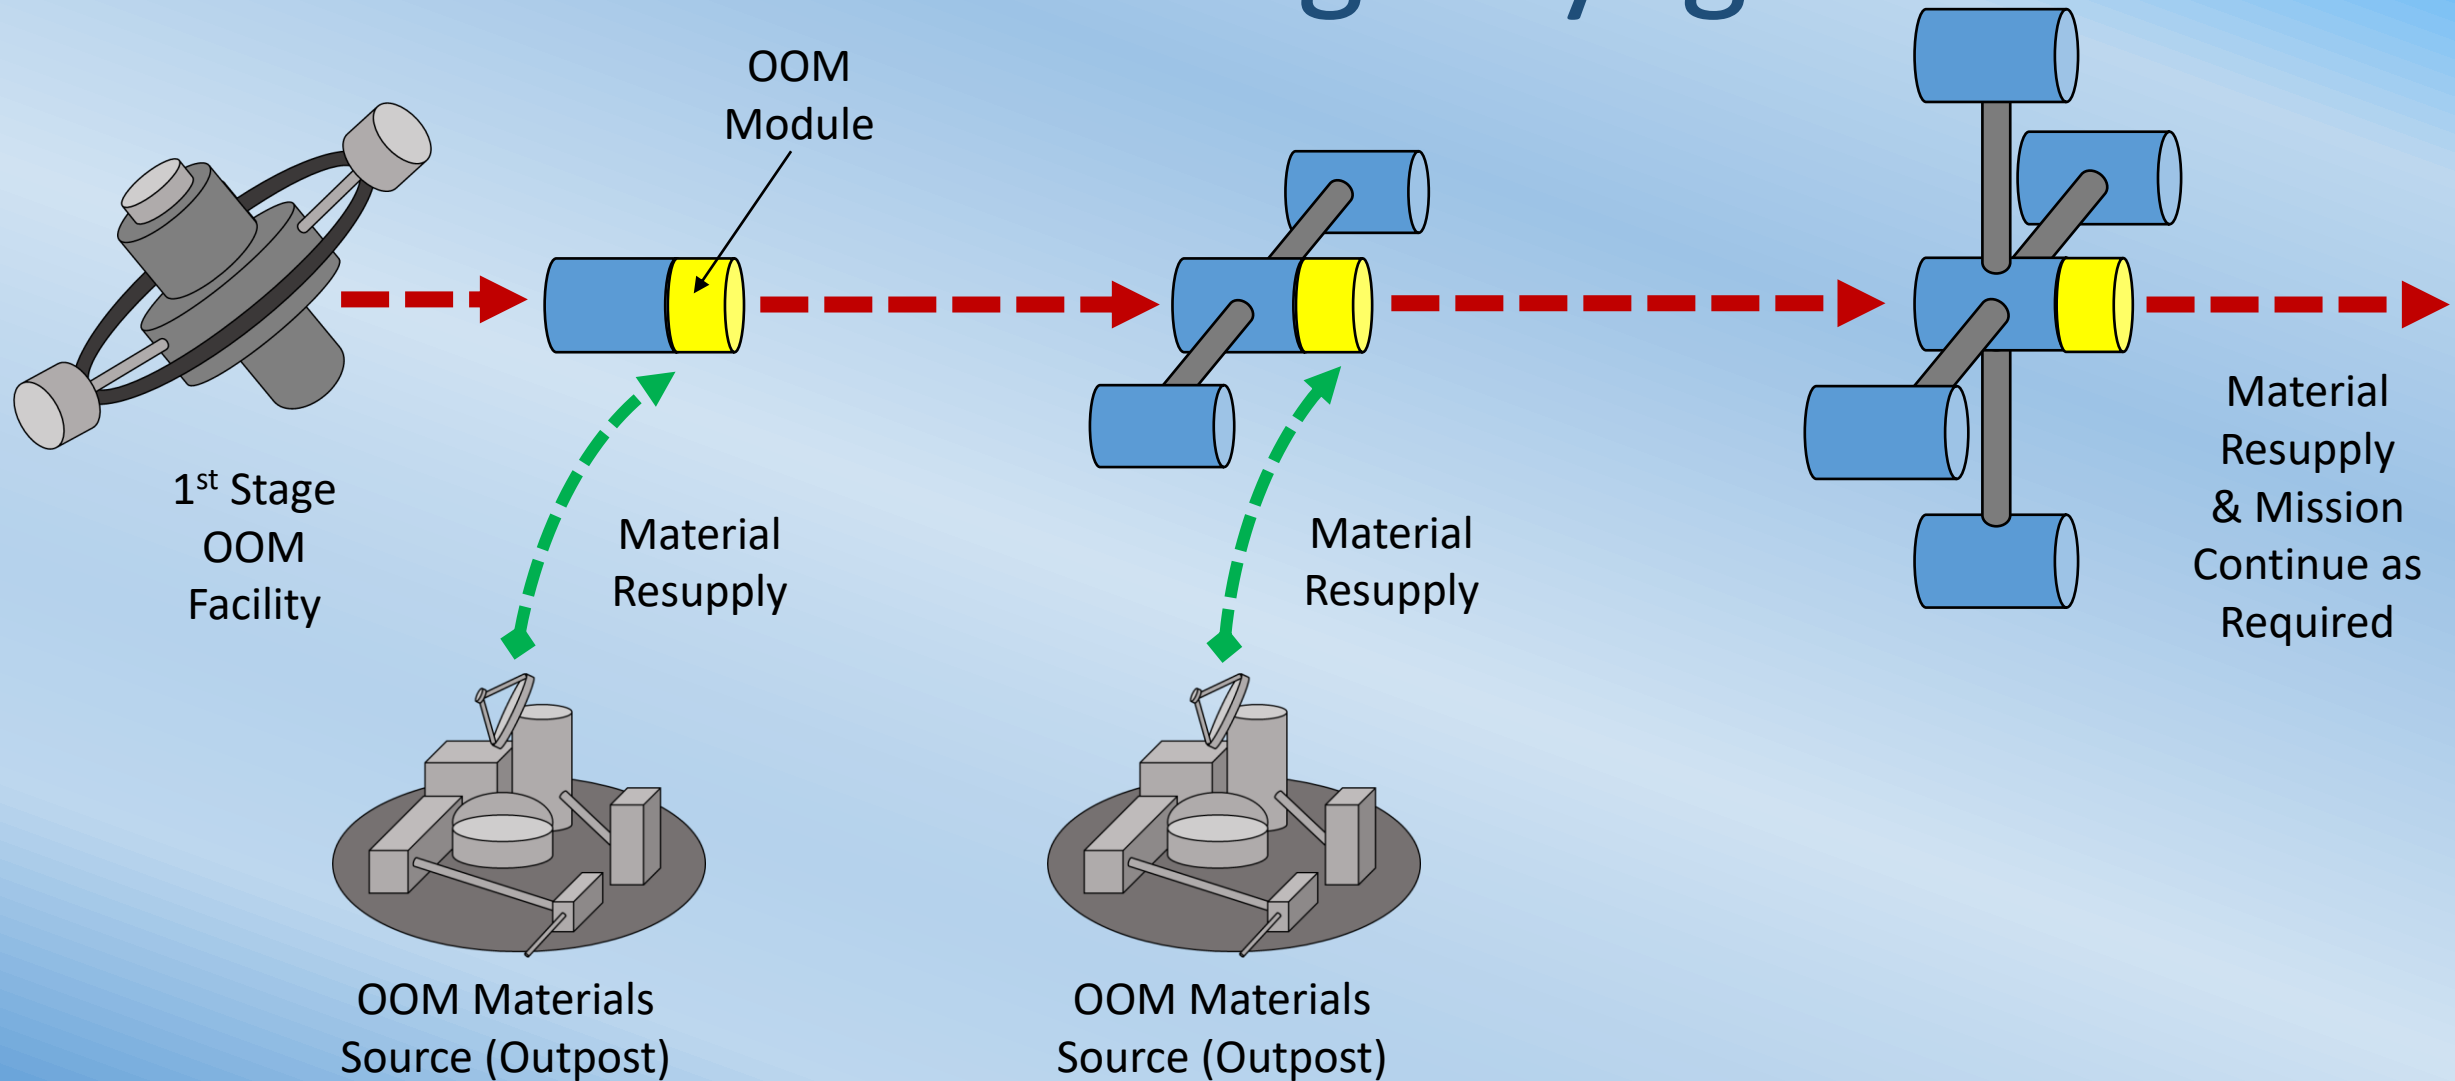 OOM
Module
1st Stage
OOM
Facility
Material
Resupply
Material
Resupply
Material
Resupply
& Mission
Continue as
Required
OOM Materials
Source (Outpost)
OOM Materials
Source (Outpost)